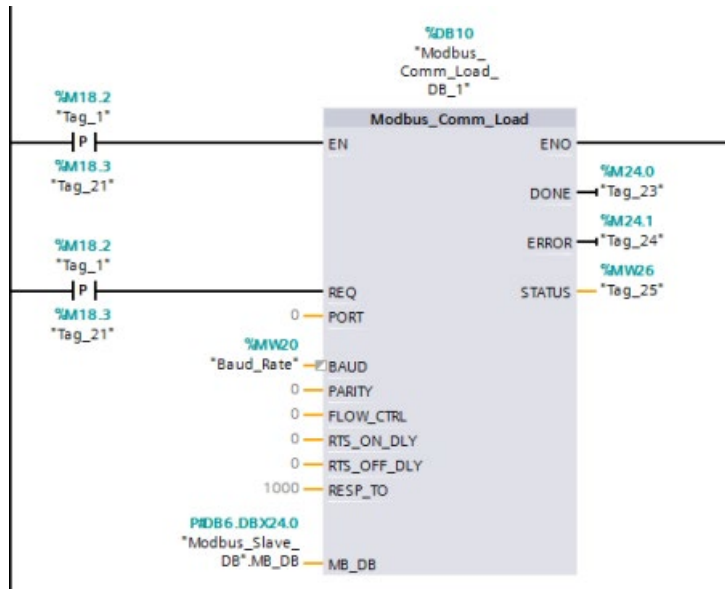 %DB10
"Modbus_
Comm_Load_
DB_1"
Modbus_Comm_Load
%M18.2
"Tag_1"
P
%M18.3
"Tag_21"
EN
ENO
DONE
%M24.0
"Tag_23"
ERROR
%M24.1
"Tag_24"
%M18.2
"Tag_1"
P
%M18.3
"Tag_21"
REQ
STATUS
%MW26
"Tag_25"
0 PORT
%MW20
"Baud_Rate" BAUD
0 PARITY
0 FLOW_CTRL
0 RTS_ON_DLY
0 RTS_OFF_DLY
1000 RESP_TO
P#DB6.DBX24.0
"Modbus_Slave_
DB".MB_DB MB_DB